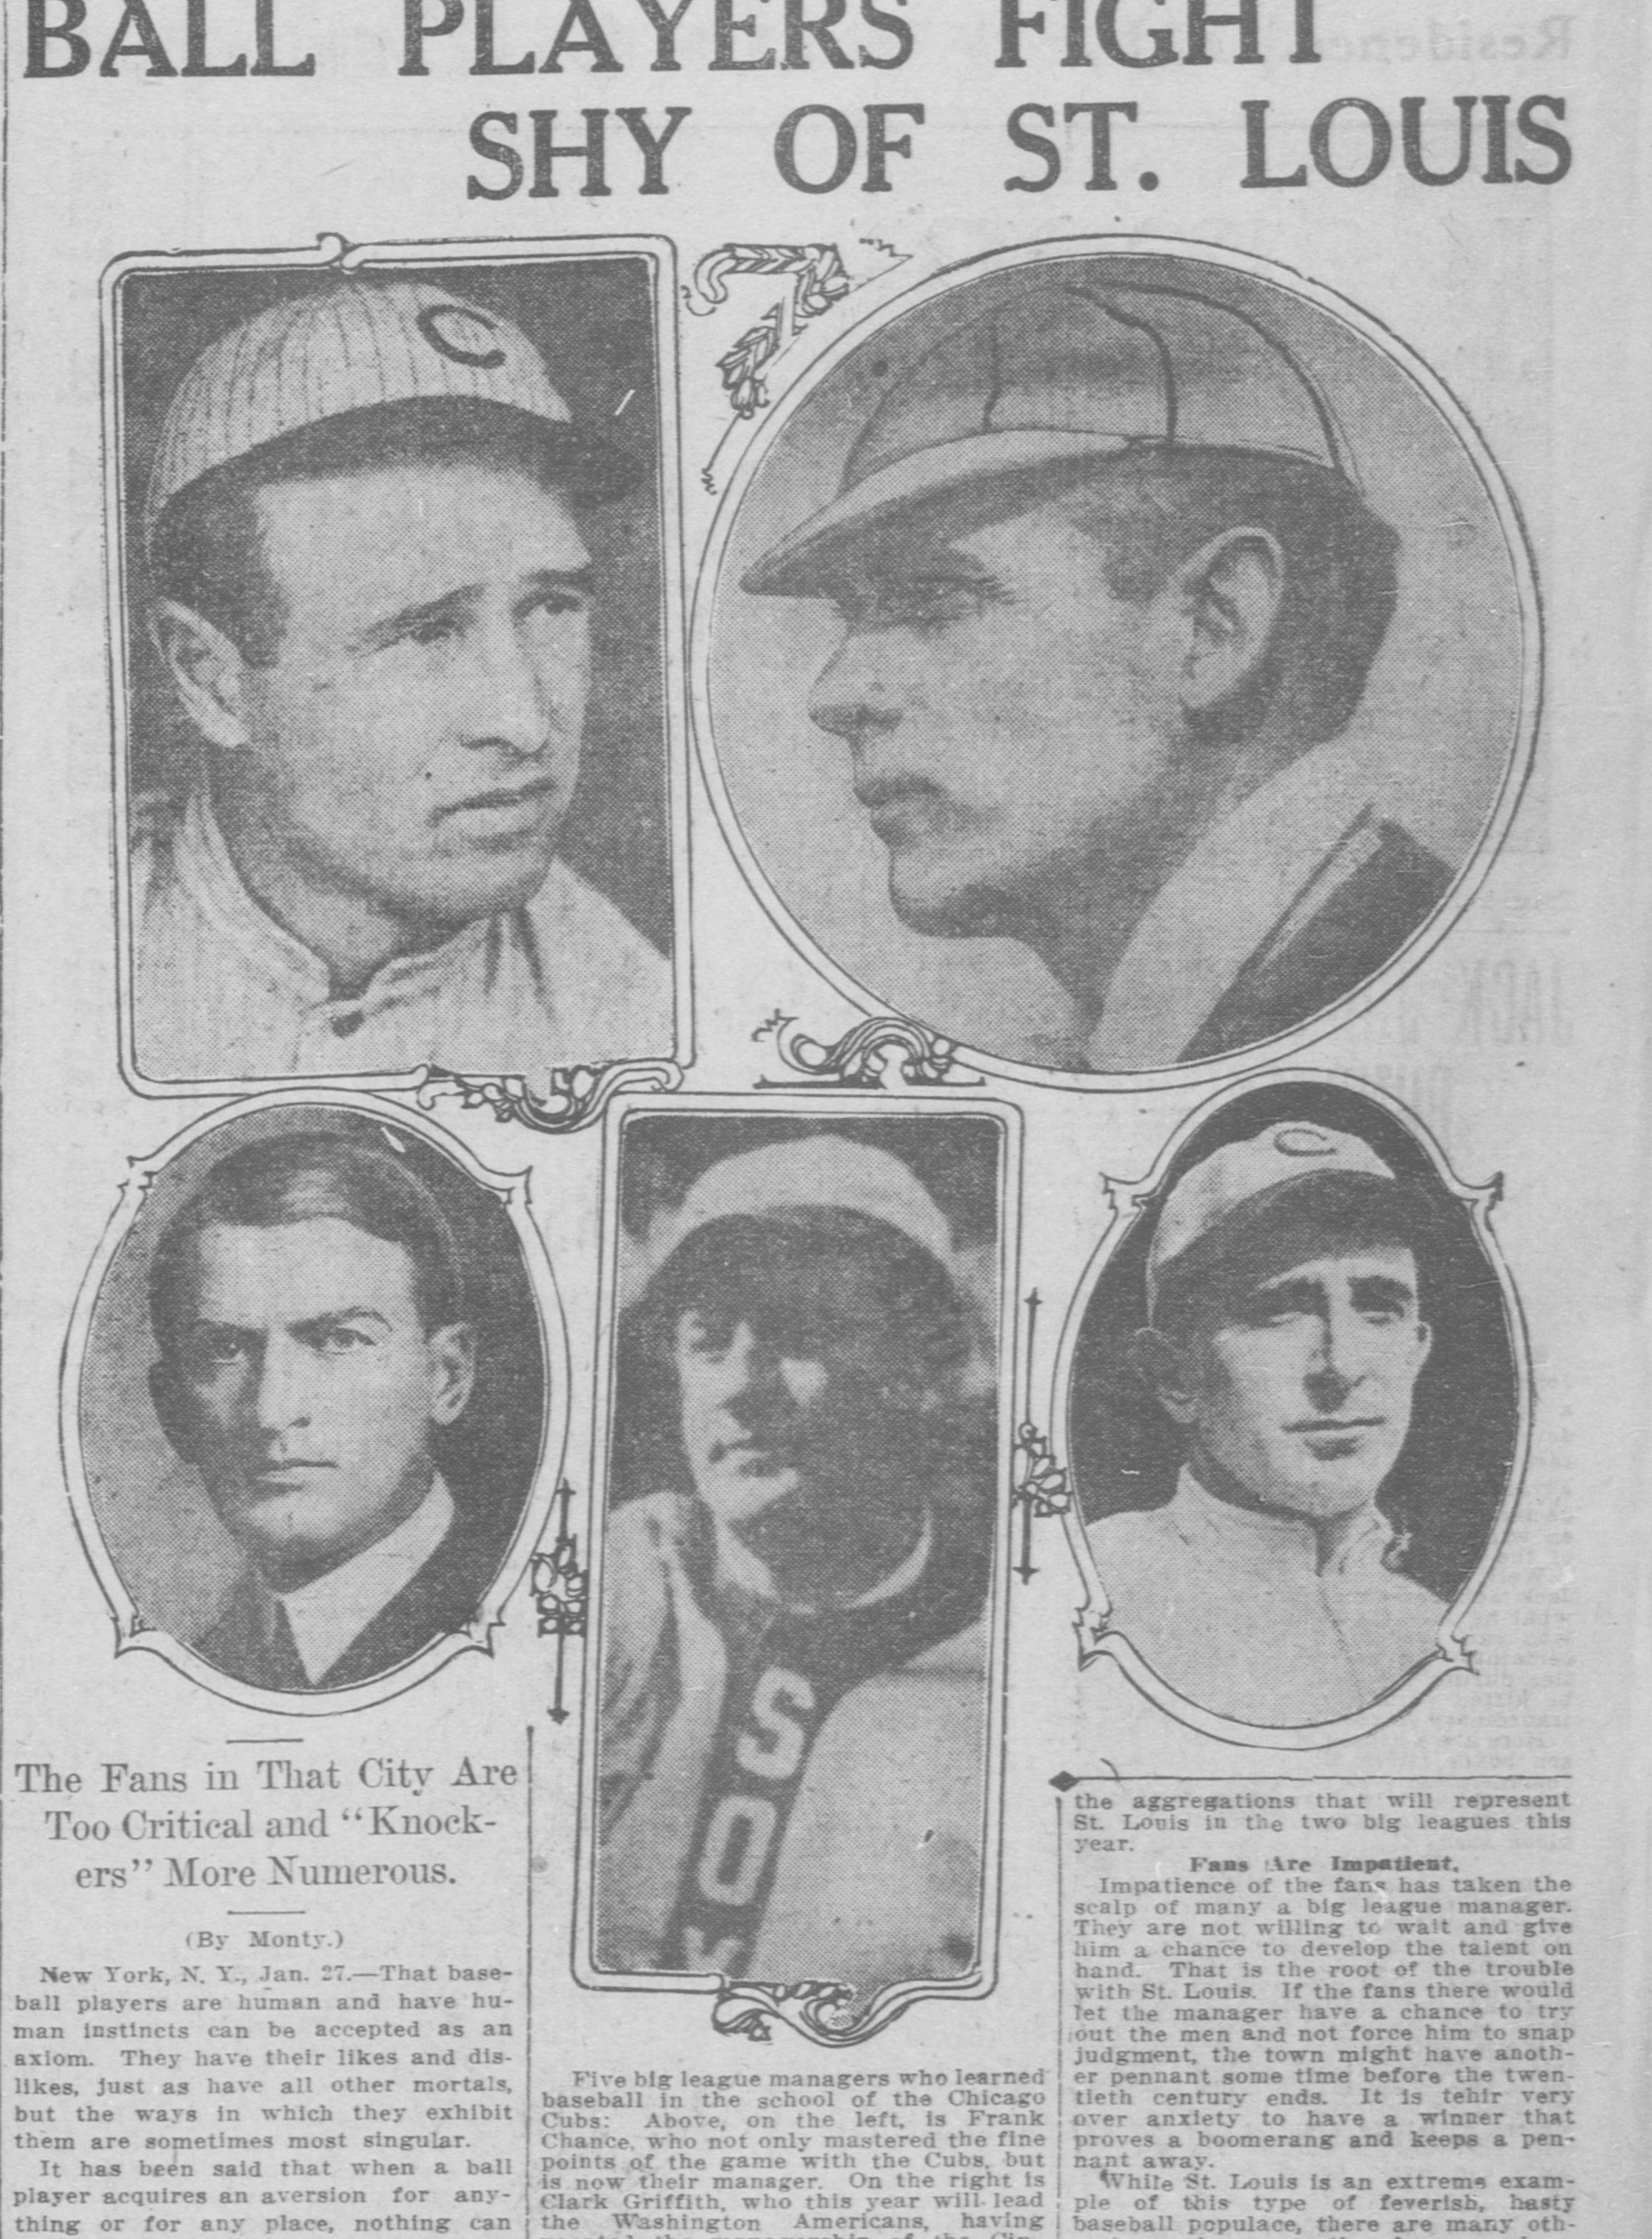 BALL PLAYERS FIGHT
SHY OF ST. LOUIS
C
C
SOX
The Fans in That City Are
Too Critical and "Knock-
ers" More Numerous.
(By Monty.)
New York, N. Y., Jan. 27.—That base-
ball players are human and have hu-
man instincts can be accepted as an
axiom. They have their likes and dis-
likes, just as have all other mortals,
but the ways in which they exhibit
them are sometimes most singular.
It has been said that when a ball
player acquires an aversion for any-
thing or for any place, nothing can
Five big league managers who learned
baseball in the school of the Chicago
Cubs: Above, on the left, is Frank
Chance, who not only mastered the fine
points of the game with the Cubs, but
is now their manager. On the right is
Clark Griffith, who this year will lead
the Washington Americans, having
the aggregations that will represent
St. Louis in the two big leagues this
year.
Fans Are Impatient.
Impatience of the fans has taken the
scalp of many a big league manager.
They are not willing to wait and give
him a chance to develop the talent on
hand. That is the root of the trouble
with St. Louis. If the fans there would
let the manager have a chance to try
out the men and not force him to snap
judgment, the town might have anoth-
er pennant some time before the twen-
tieth century ends. It is tehir very
over anxiety to have a winner that
proves a boomerang and keeps a pen-
nant away.
While St. Louis is an extreme exam-
ple of this type of feverish, hasty
baseball populace, there are many oth-